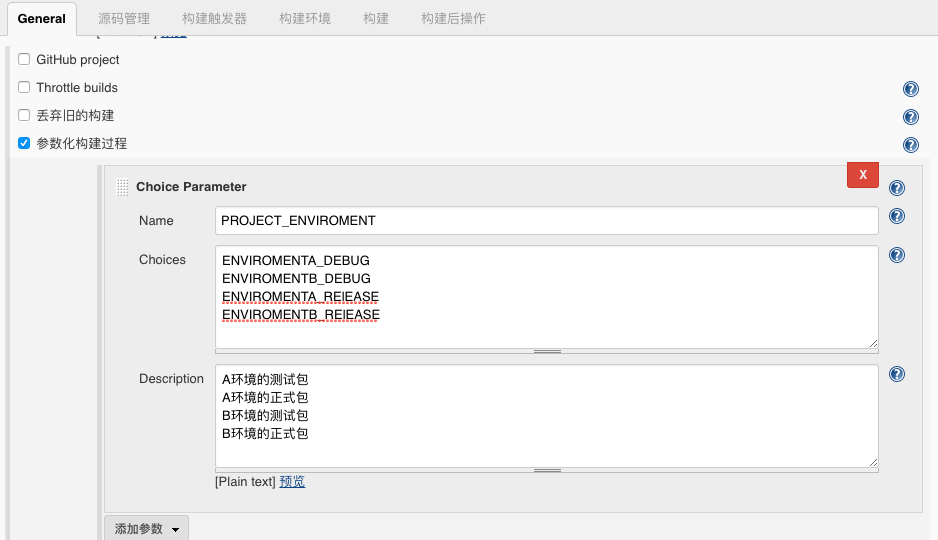 General
源码管理
构建触发器
构建环境
构建
构建后操作
GitHub project
Throttle builds
丢弃旧的构建
参数化构建过程
X
Choice Parameter
Name
PROJECT_ENVIROMENT
Choices
ENVIROMENTA_DEBUG
ENVIROMENTB_DEBUG
ENVIROMENTA_RElEASE
ENVIROMENTB_RElEASE
Description
A环境的测试包
A环境的正式包
B环境的测试包
B环境的正式包
[Plain text] 预览
添加参数